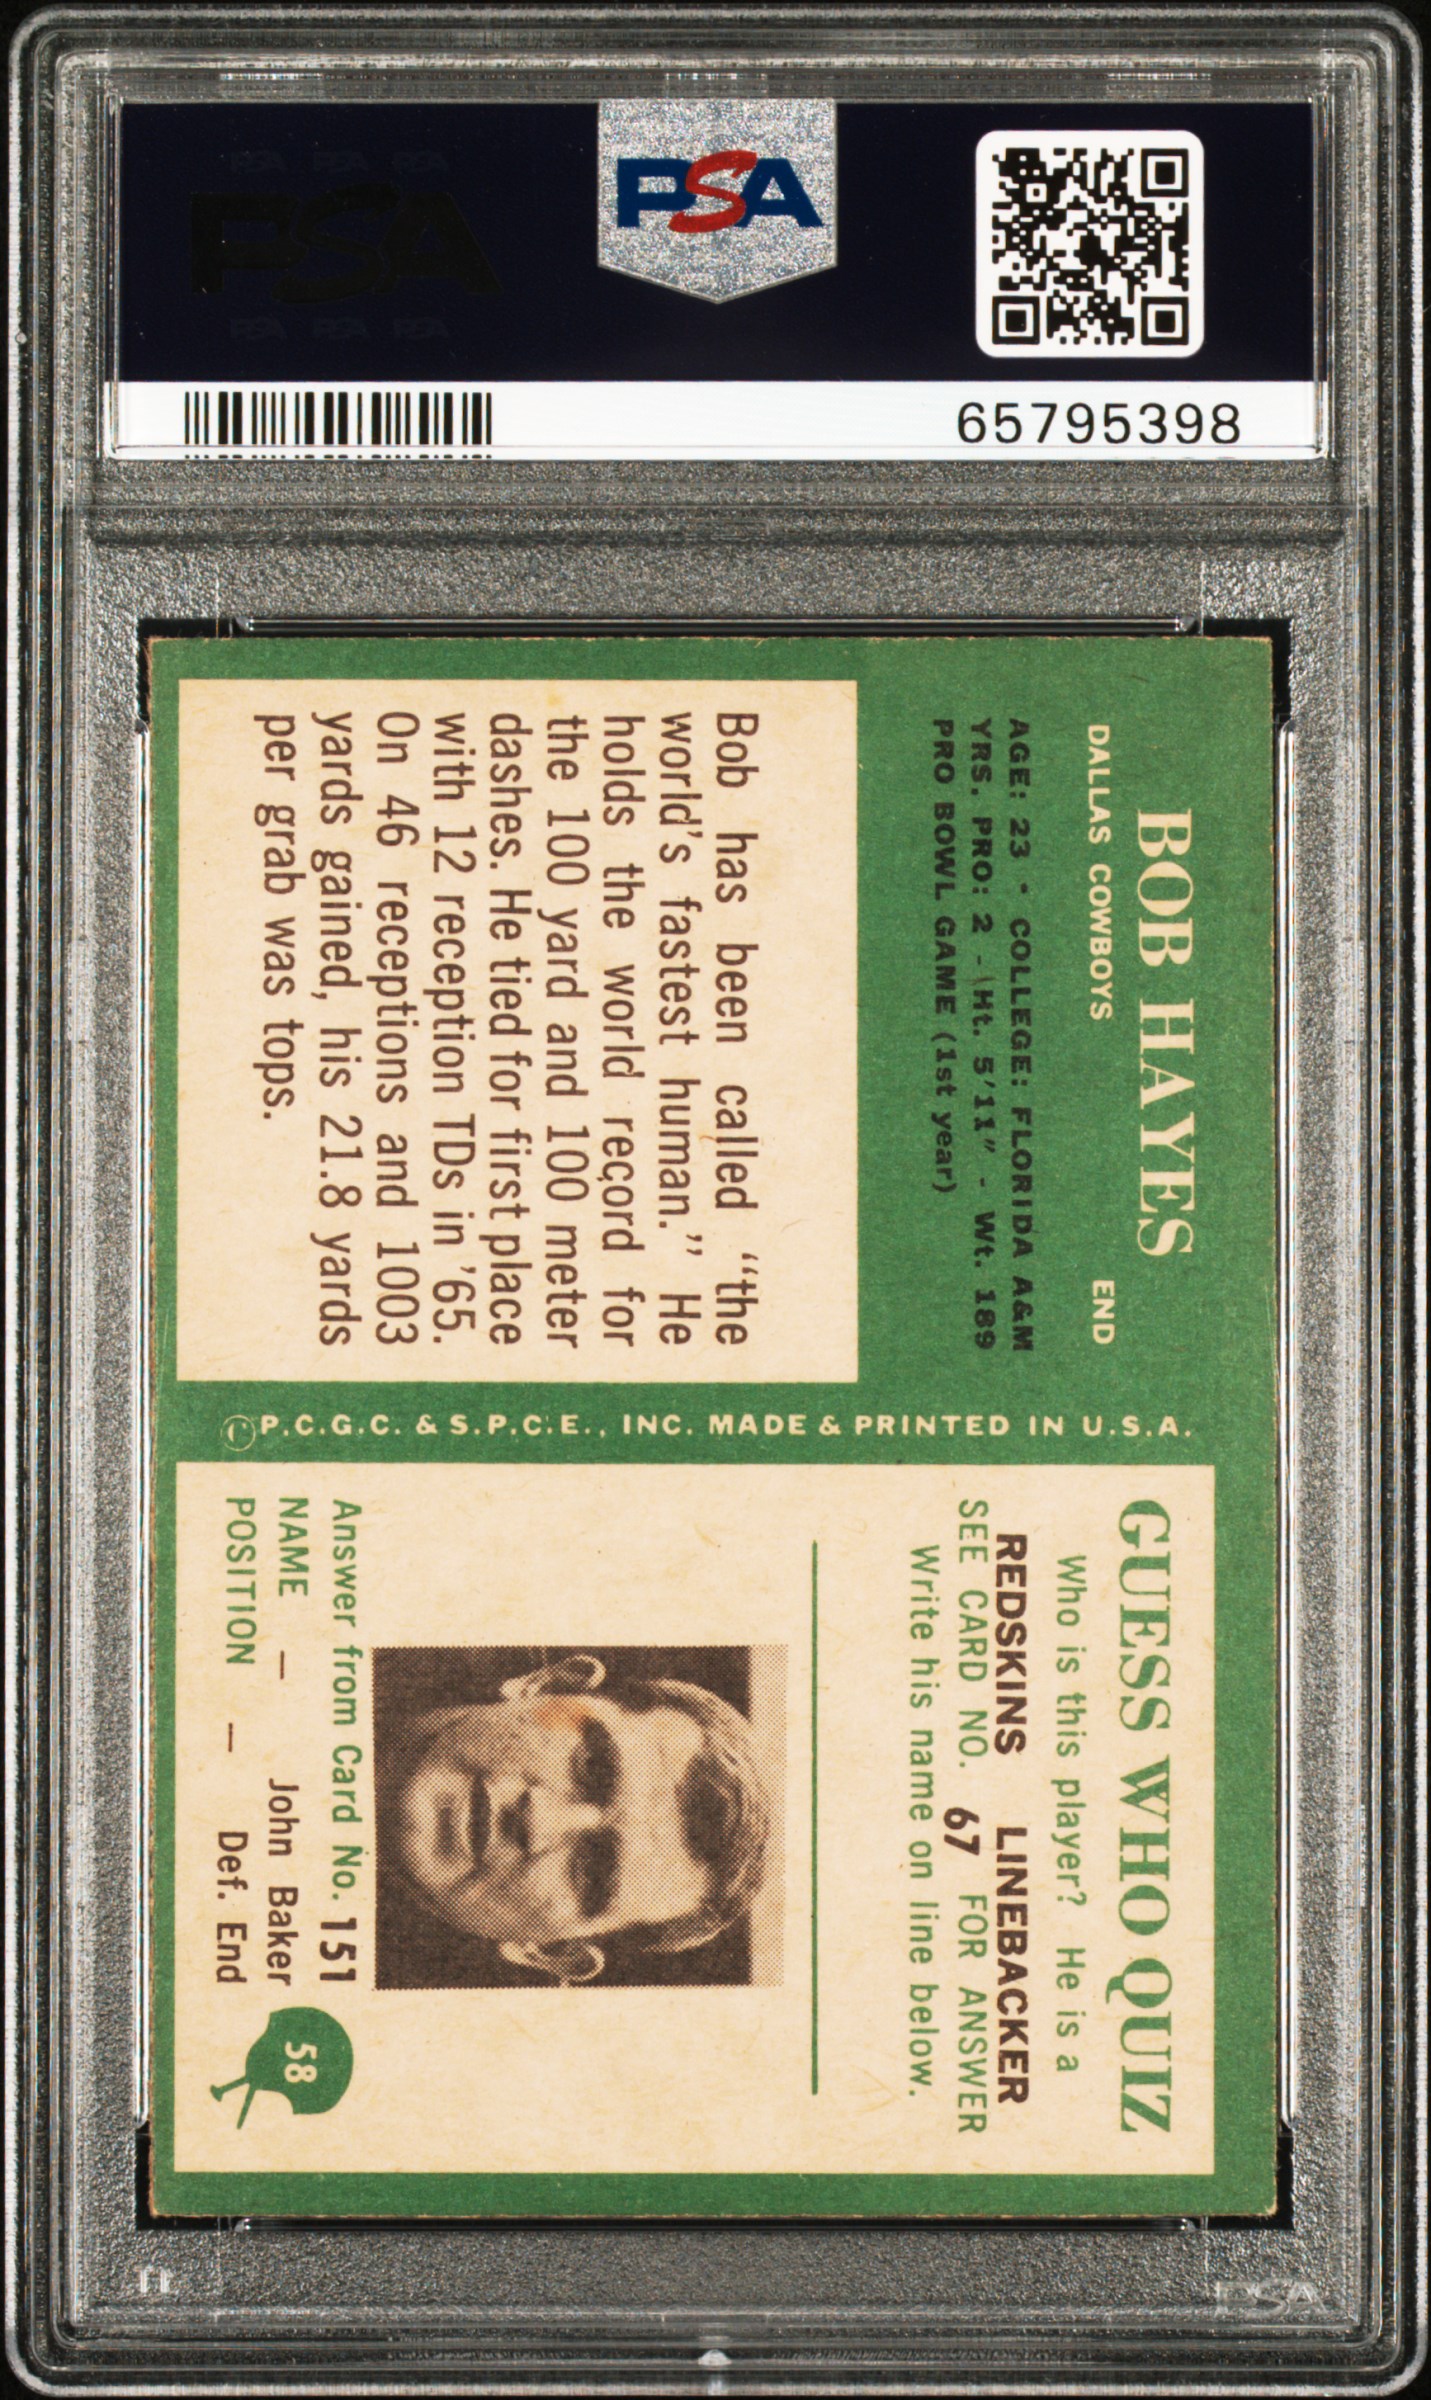 PSA
65795398
BOB HAYES
DALLAS COWBOYS END
AGE: 23 - COLLEGE: FLORIDA A&M
YRS. PRO: 2 - Ht. 5'11" - Wt. 189
PRO BOWL GAME (1st year)
Bob has been called "the
world's fastest human." He
holds the world record for
the 100 yard and 100 meter
dashes. He tied for first place
with 12 reception TDs in '65.
On 46 receptions and 1003
yards gained, his 21.8 yards
per grab was tops.
©P.C.G.C. & S.P.C.E., INC. MADE & PRINTED IN U.S.A.
GUESS WHO QUIZ
Who is this player? He is a
REDSKINS LINEBACKER
SEE CARD NO. 67 FOR ANSWER
Write his name on line below.
Answer from Card No. 151
NAME — John Baker
POSITION — Def. End
58
PSA